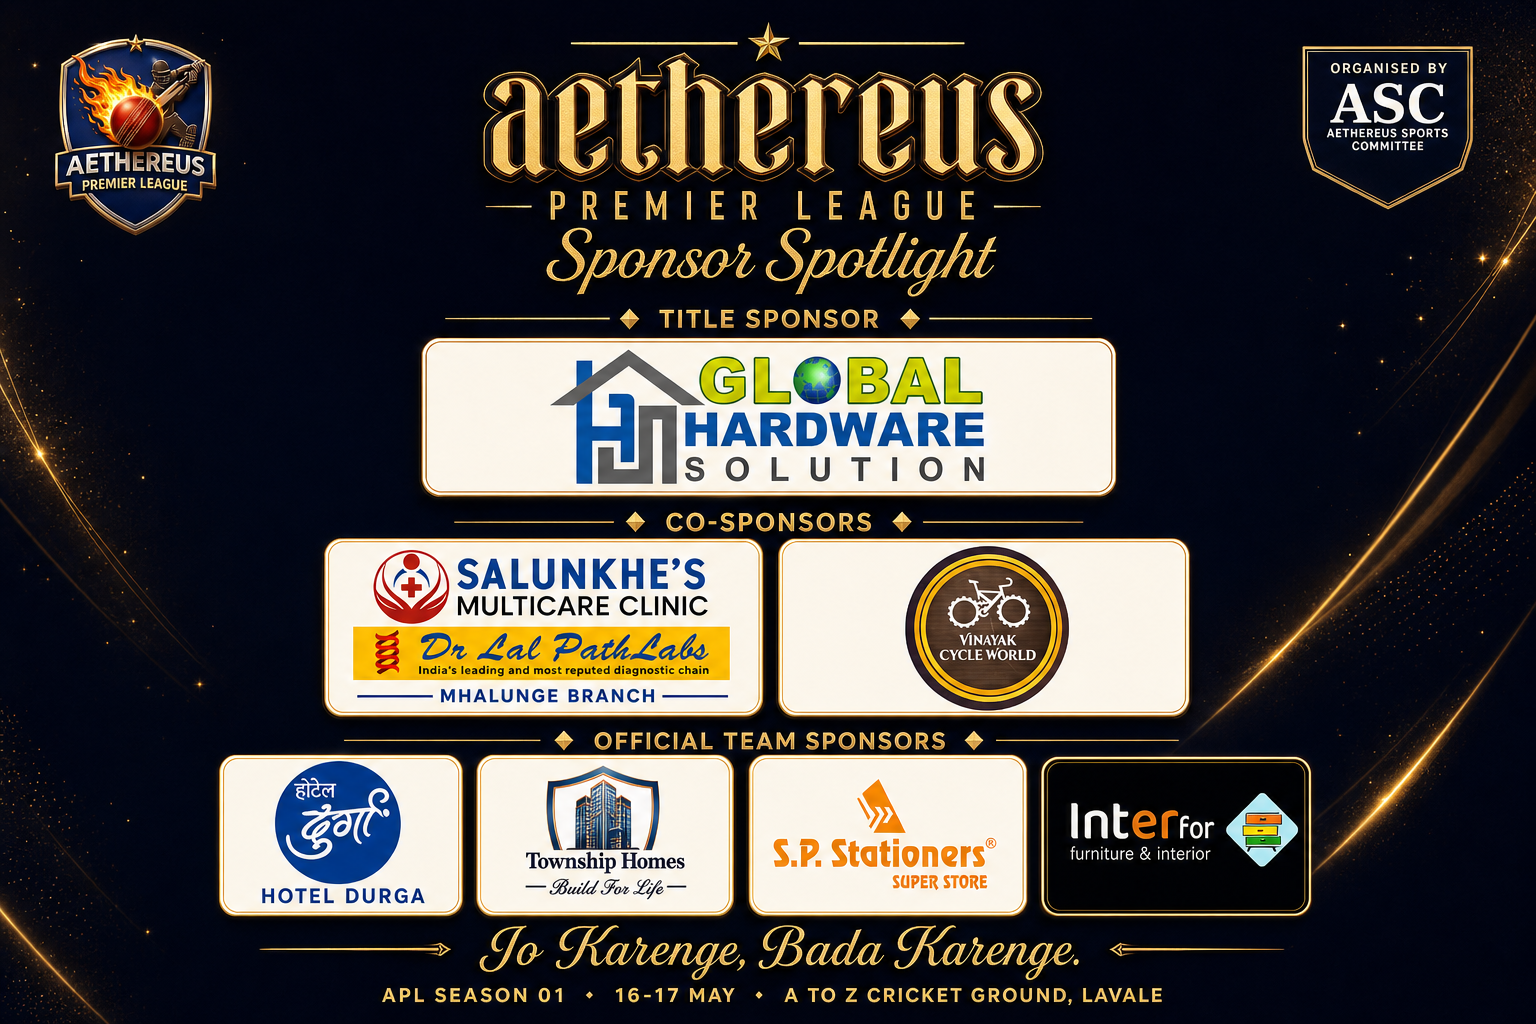 AETHEREUS
PREMIER LEAGUE
aethereus
PREMIER LEAGUE
Sponsor Spotlight
ORGANISED BY
ASC
AETHEREUS SPORTS
COMMITTEE
TITLE SPONSOR
GLOBAL
HARDWARE
SOLUTION
CO-SPONSORS
SALUNKHE'S
MULTICARE CLINIC
Dr Lal PathLabs
India's leading and most reputed diagnostic chain
MHALUNGE BRANCH
VINAYAK
CYCLE WORLD
OFFICIAL TEAM SPONSORS
होटेल
दुर्गा
HOTEL DURGA
Township Homes
Build For Life
S.P. Stationers®
SUPER STORE
Interfor
furniture & interior
Jo Karenge, Bada Karenge.
APL SEASON 01 • 16-17 MAY • A TO Z CRICKET GROUND, LAVALE